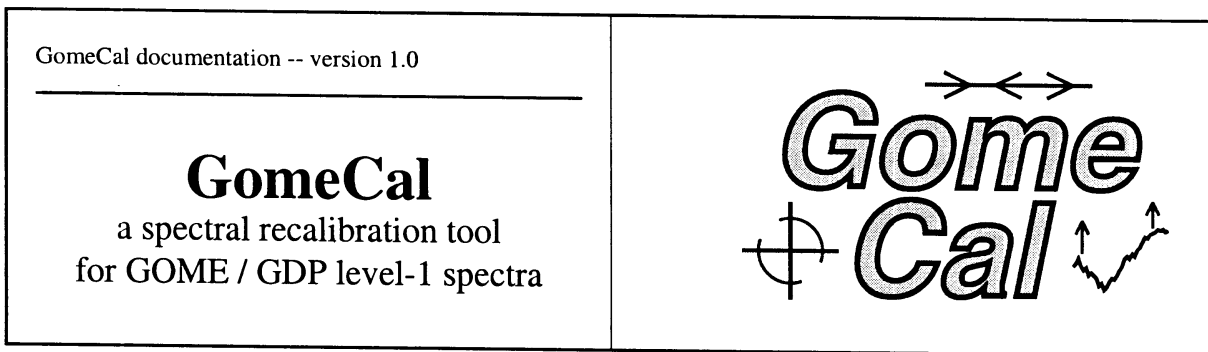 GomeCal documentation -- version 1.0
GomeCal
a spectral recalibration tool
for GOME / GDP level-1 spectra
Gome
Cal